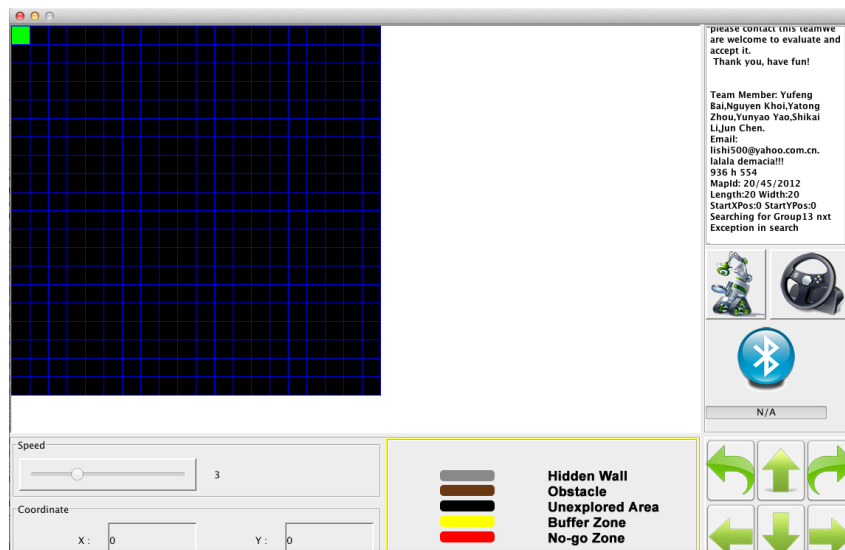 "please contact this teamWe
are welcome to evaluate and
accept it.
Thank you, have fun!
Team Member: Yufeng
Bai,Nguyen Khoi,Yatong
Zhou,Yunyao Yao,Shikai
Li,Jun Chen.
Email:
lishi500@yahoo.com.cn.
lalala demacia!!!
936 h 554
MapId: 20/45/2012
Length:20 Width:20
StartXPos:0 StartYPos:0
Searching for Group13 nxt
Exception in search
N/A
Speed
3
Coordinate
X : 0 Y : 0
Hidden Wall
Obstacle
Unexplored Area
Buffer Zone
No-go Zone